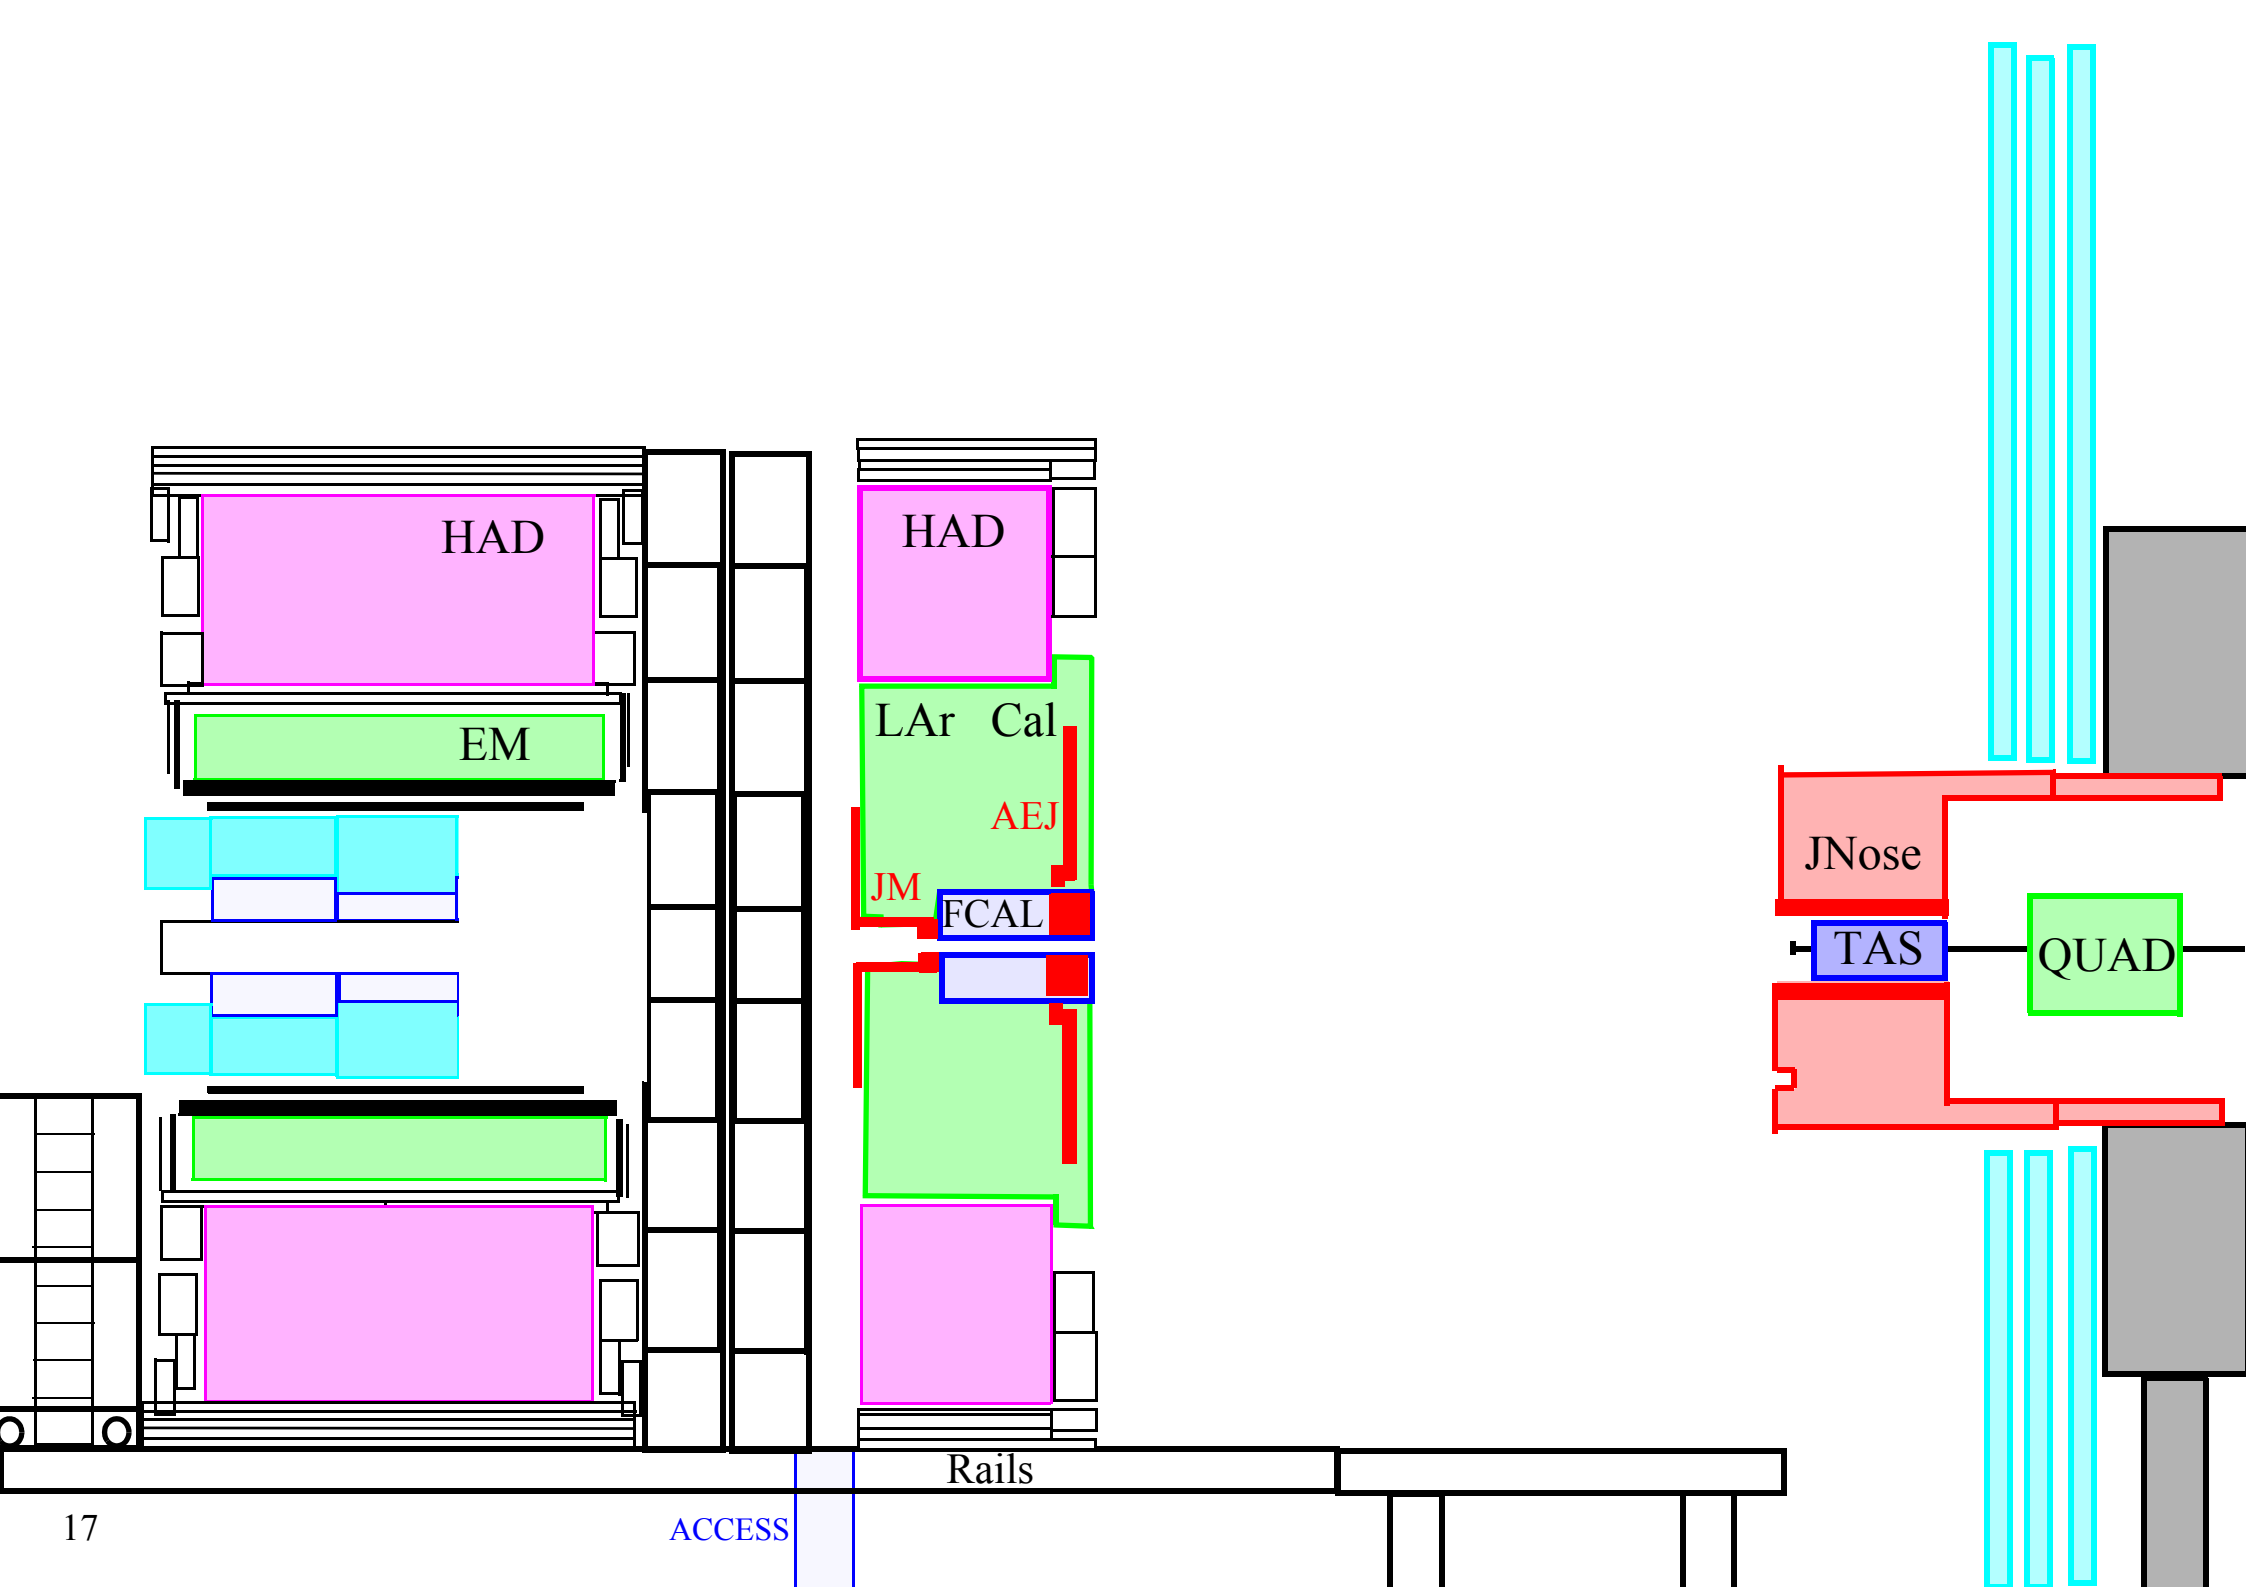 HAD
HAD
LAr Cal
EM
AEJ
JNose
JM
FCAL
TAS
QUAD
Rails
17
ACCESS